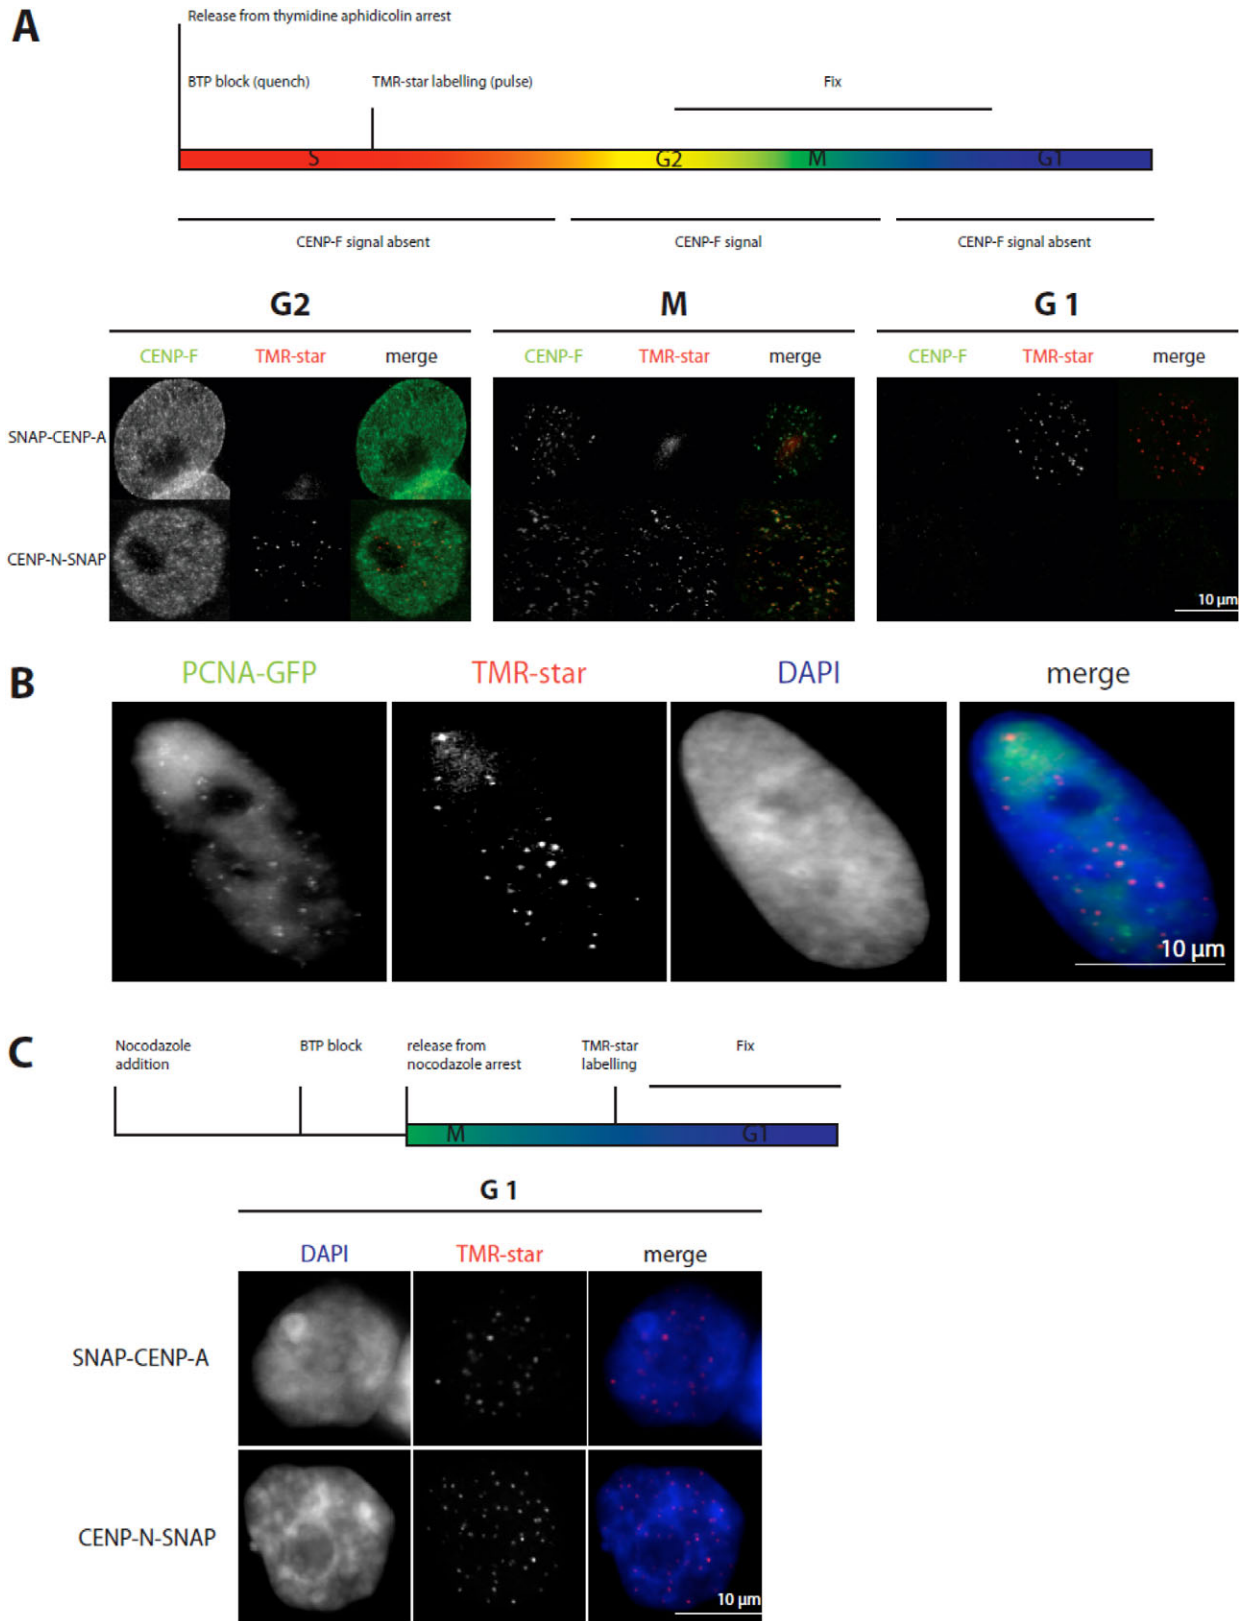 A
Release from thymidine aphidicolin arrest
BTP block (quench) TMR-star labelling (pulse) Fix
S G2 M G1
CENP-F signal absent CENP-F signal CENP-F signal absent
G2 M G 1
CENP-F TMR-star merge CENP-F TMR-star merge CENP-F TMR-star merge
SNAP-CENP-A
CENP-N-SNAP
10 µm
B
PCNA-GFP TMR-star DAPI merge
10 µm
C
Nocodazole addition
BTP block
release from nocodazole arrest
TMR-star labelling
Fix
M G1
G 1
DAPI TMR-star merge
SNAP-CENP-A
CENP-N-SNAP
10 µm